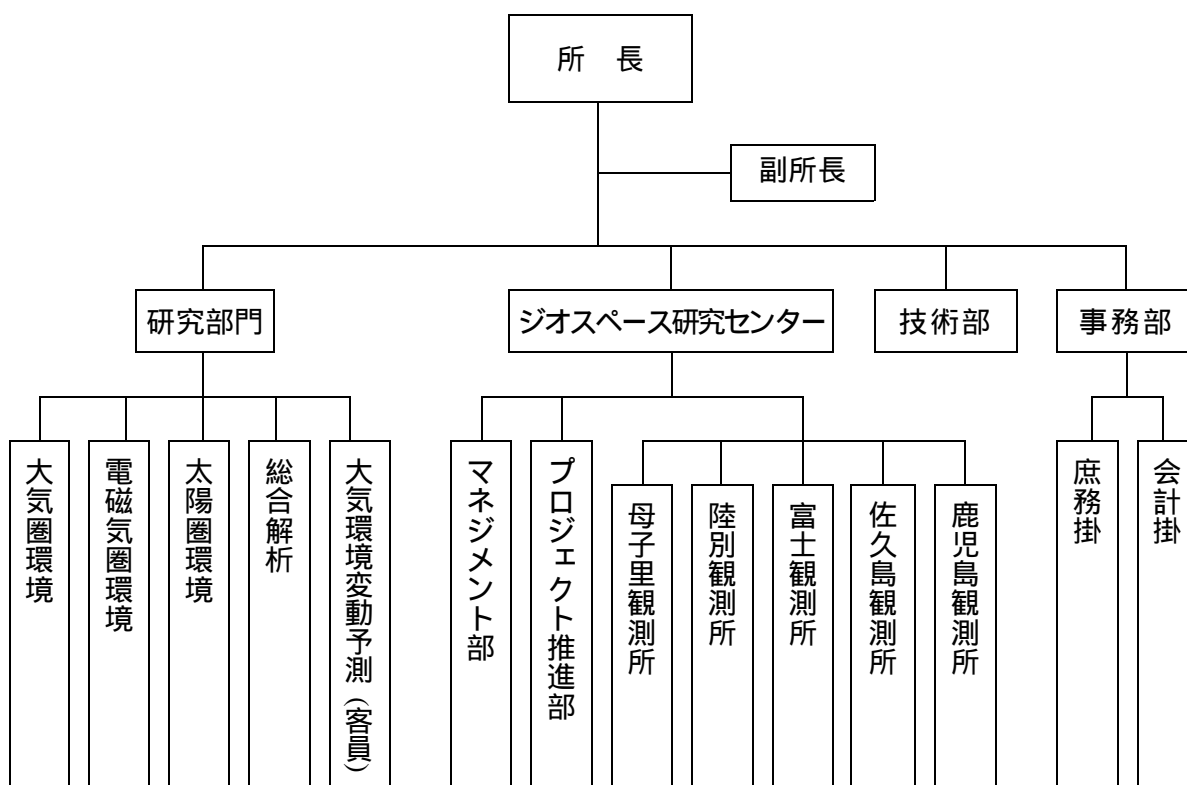 所　長
副所長
研究部門
ジオスペース研究センター
技術部
事務部
大気圏環境
電磁気圏環境
太陽圏環境
総合解析
大気環境変動予測（客員）
マネジメント部
プロジェクト推進部
母子里観測所
陸別観測所
富士観測所
佐久島観測所
鹿児島観測所
庶務掛
会計掛